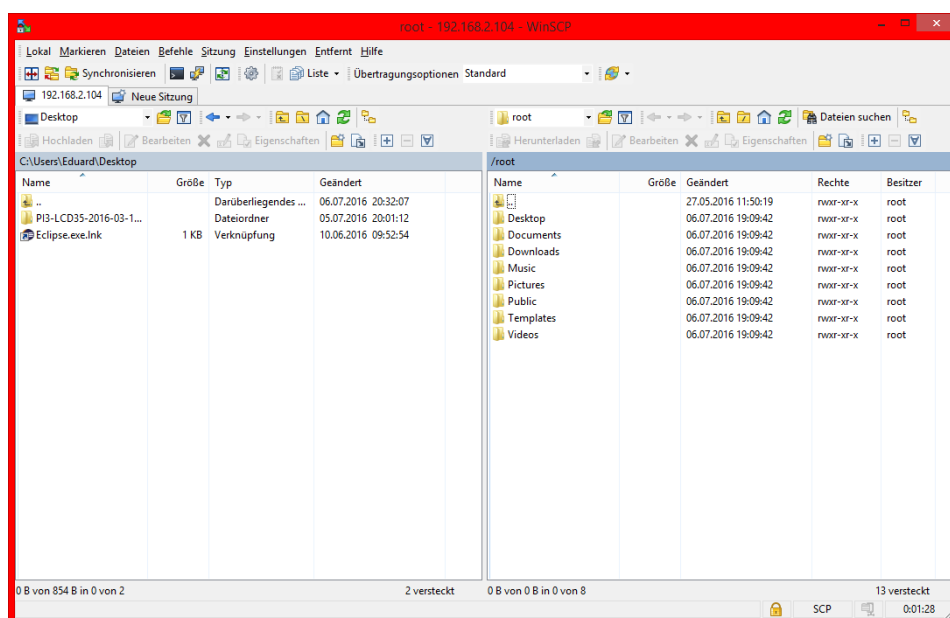 root - 192.168.2.104 - WinSCP
Lokal Markieren Dateien Befehle Sitzung Einstellungen Entfernt Hilfe
Synchronisieren Liste Übertragungsoptionen Standard
192.168.2.104 Neue Sitzung
Desktop root Dateien suchen
Hochladen Bearbeiten Eigenschaften Herunterladen Bearbeiten Eigenschaften
C:\Users\Eduard\Desktop /root
Name Größe Typ Geändert Name Größe Geändert Rechte Besitzer
.. Darüberliegendes ... 06.07.2016 20:32:07 .. 27.05.2016 11:50:19 rwxr-xr-x root
PI3-LCD35-2016-03-1... Dateiordner 05.07.2016 20:01:12 Desktop 06.07.2016 19:09:42 rwxr-xr-x root
Eclipse.exe.lnk 1 KB Verknüpfung 10.06.2016 09:52:54 Documents 06.07.2016 19:09:42 rwxr-xr-x root
Downloads 06.07.2016 19:09:42 rwxr-xr-x root
Music 06.07.2016 19:09:42 rwxr-xr-x root
Pictures 06.07.2016 19:09:42 rwxr-xr-x root
Public 06.07.2016 19:09:42 rwxr-xr-x root
Templates 06.07.2016 19:09:42 rwxr-xr-x root
Videos 06.07.2016 19:09:42 rwxr-xr-x root
0 B von 854 B in 0 von 2 2 versteckt 0 B von 0 B in 0 von 8 13 versteckt
SCP 0:01:28